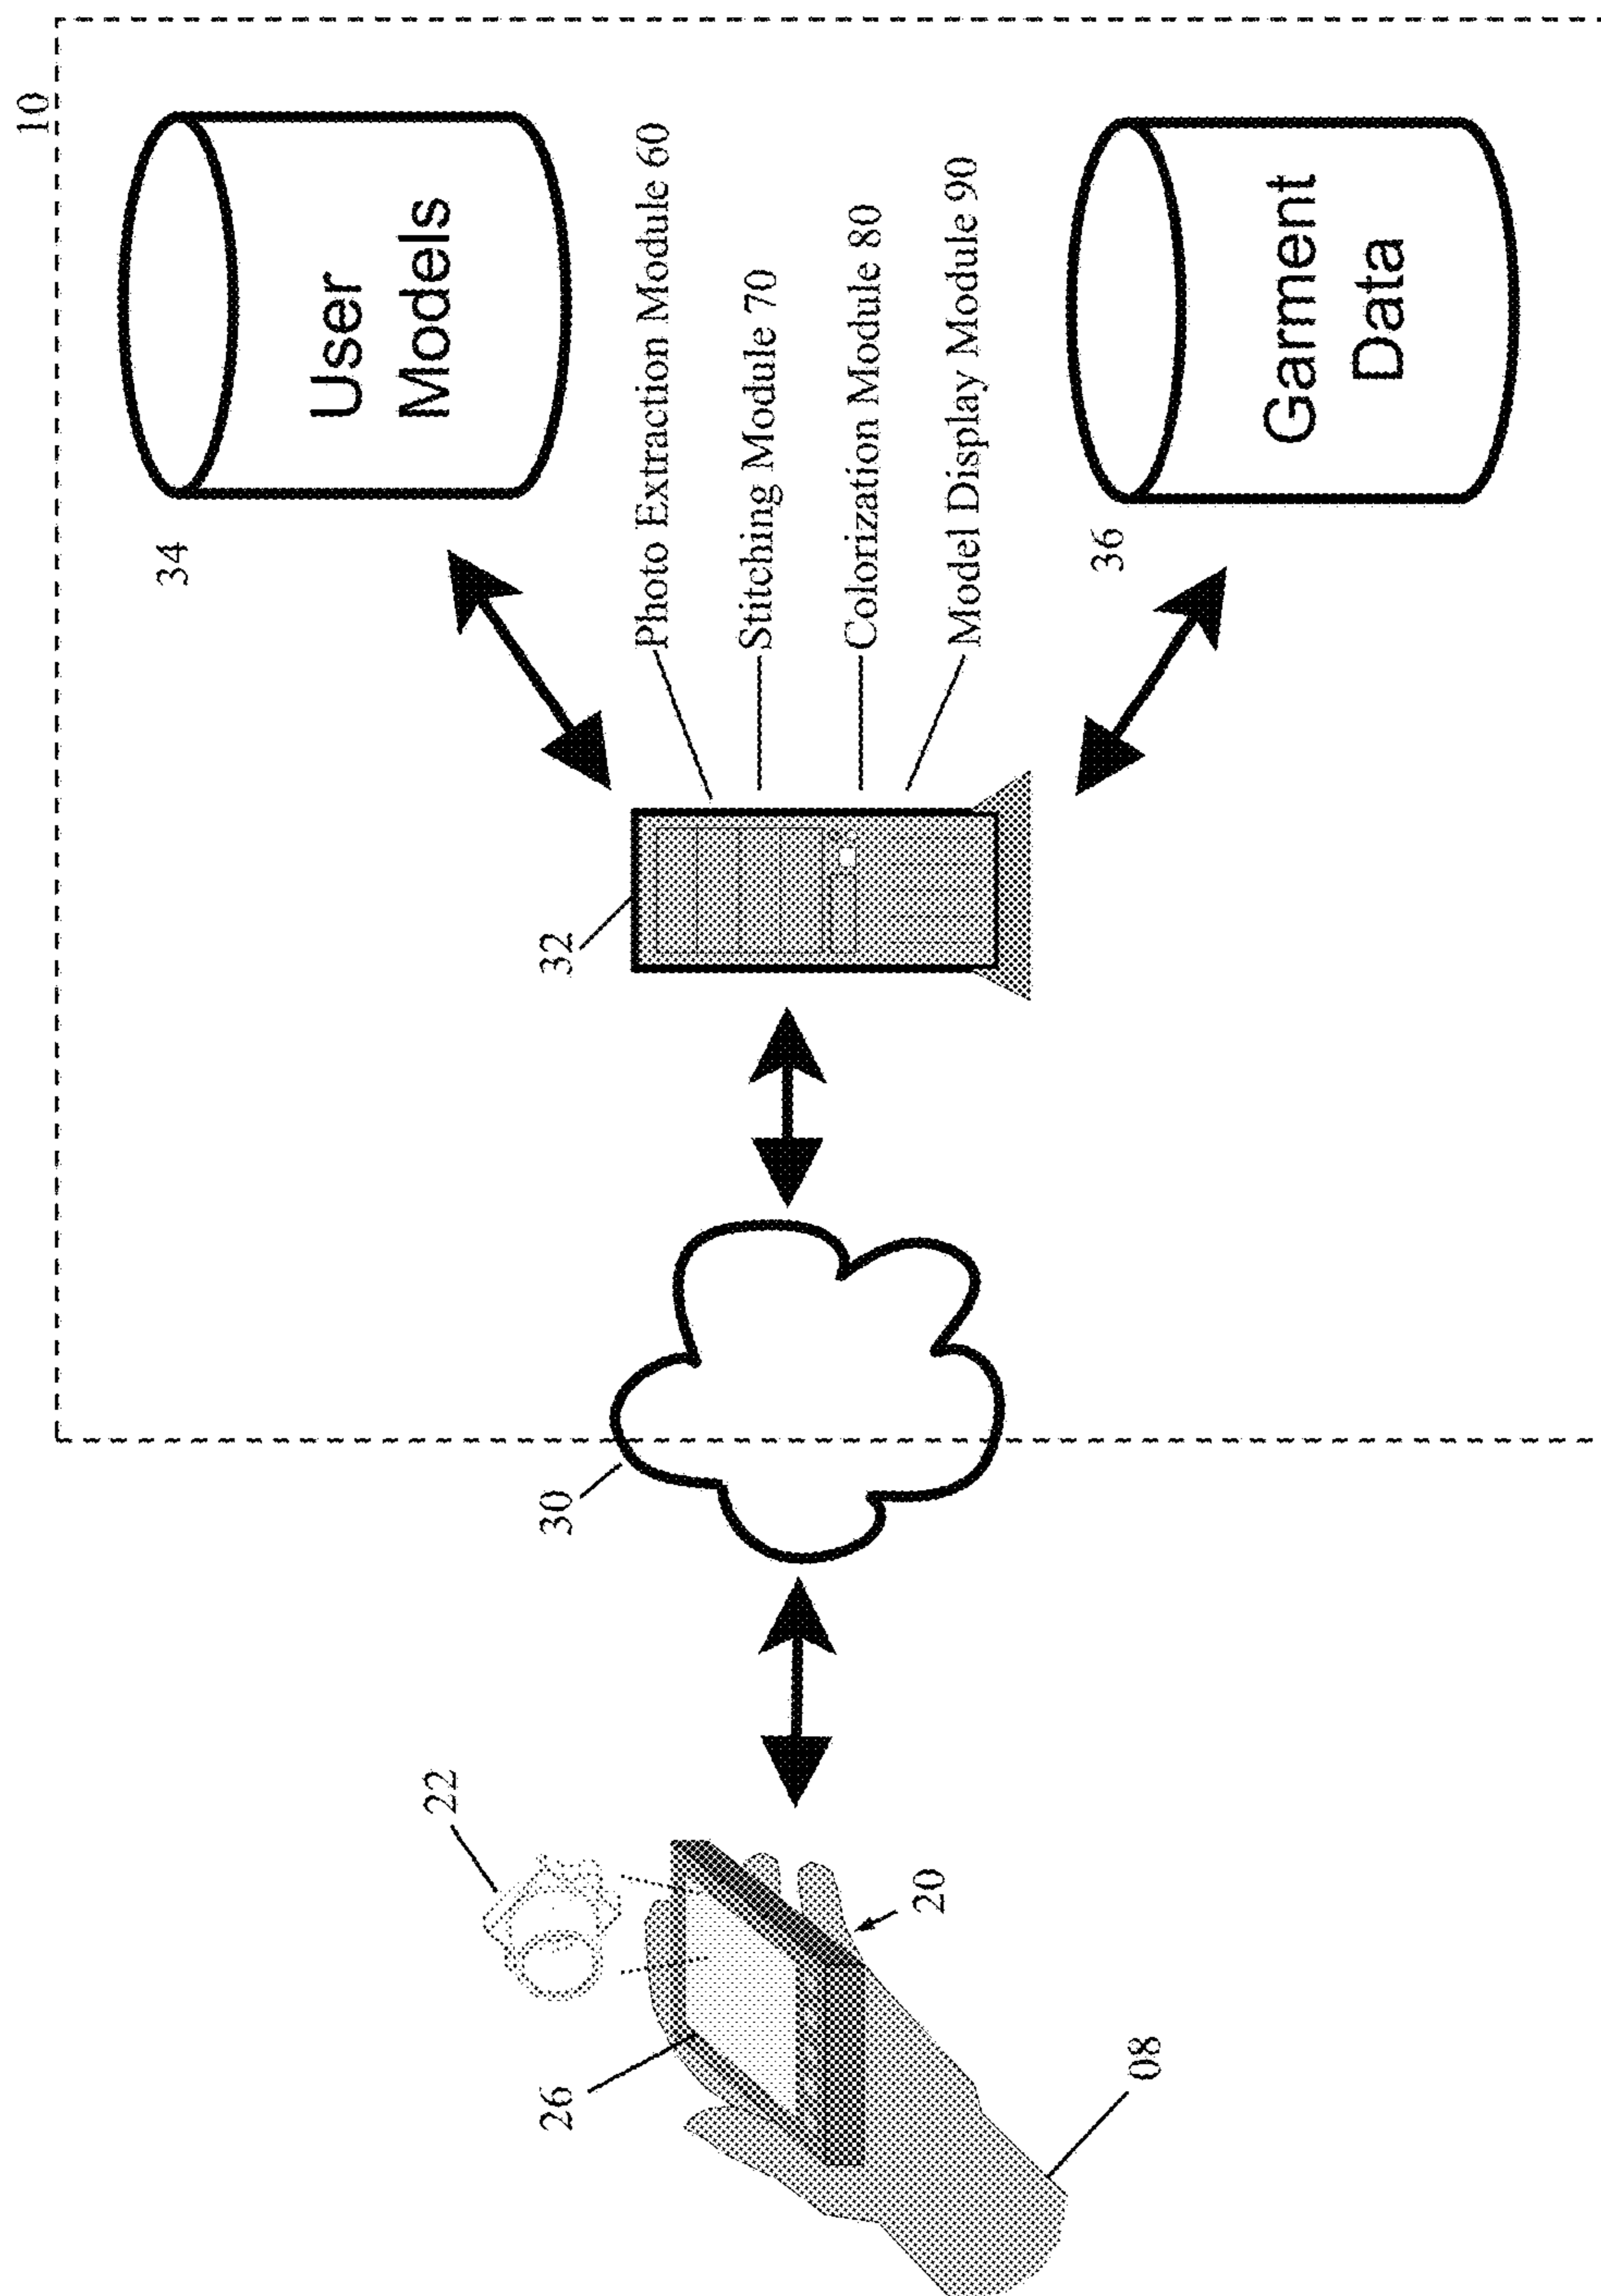 10
34
User
Models
Photo Extraction Module 60
Stitching Module 70
Colorization Module 80
Model Display Module 90
36
Garment
Data
32
30
22
20
26
08